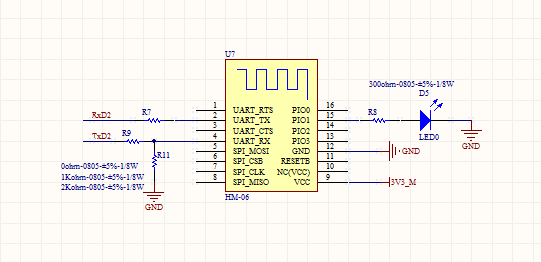 U7
300ohm-0805-±5%-1/8W
D5
1 UART_RTS PIO0 16
RxD2 R7 2 UART_TX PIO1 15 R8
3 UART_CTS PIO2 14
TxD2 R9 4 UART_RX PIO3 13 LED0
5 SPI_MOSI GND 12 GND GND
R11 6 SPI_CSB RESETB 11
0ohm-0805-±5%-1/8W 7 SPI_CLK NC(VCC) 10
1Kohm-0805-±5%-1/8W 8 SPI_MISO VCC 9 3V3_M
2Kohm-0805-±5%-1/8W
HM-06
GND